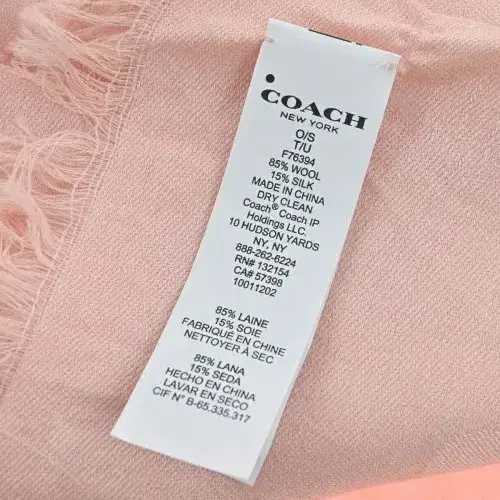 COACH
NEW YORK
O/S
T/U
F76394
85% WOOL
15% SILK
MADE IN CHINA
DRY CLEAN
Coach® Coach IP
Holdings LLC.
10 HUDSON YARDS
NY, NY
888-262-6224
RN# 132154
CA# 57398
10011202
85% LAINE
15% SOIE
FABRIQUÉ EN CHINE
NETTOYER À SEC
85% LANA
15% SEDA
HECHO EN CHINA
LAVAR EN SECO
CIF N° B-65.335.317